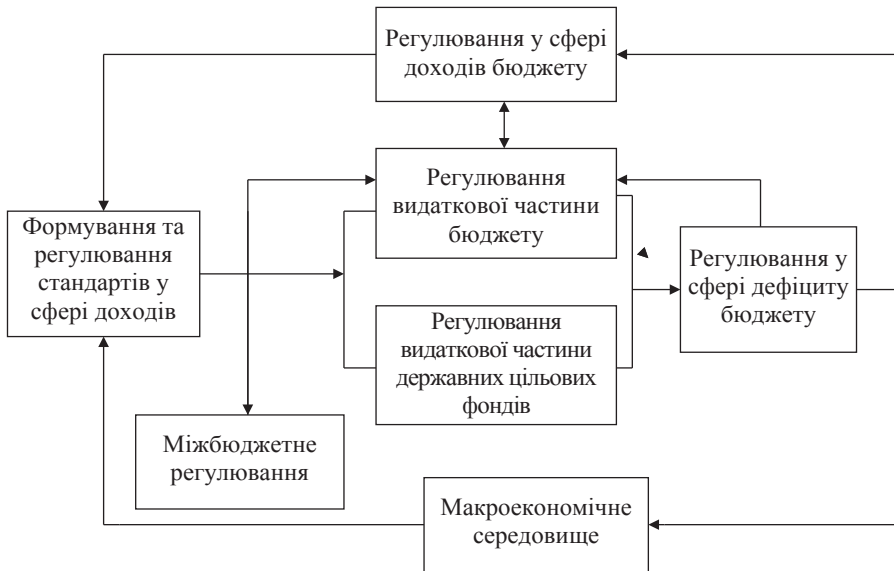 Регулювання у сфері
доходів бюджету
Регулювання
видаткової частини
бюджету
Формування та
регулювання
стандартів у
сфері доходів
Регулювання у
сфері дефіциту
бюджету
Регулювання
видаткової частини
державних цільових
фондів
Міжбюджетне
регулювання
Макроекономічне
середовище